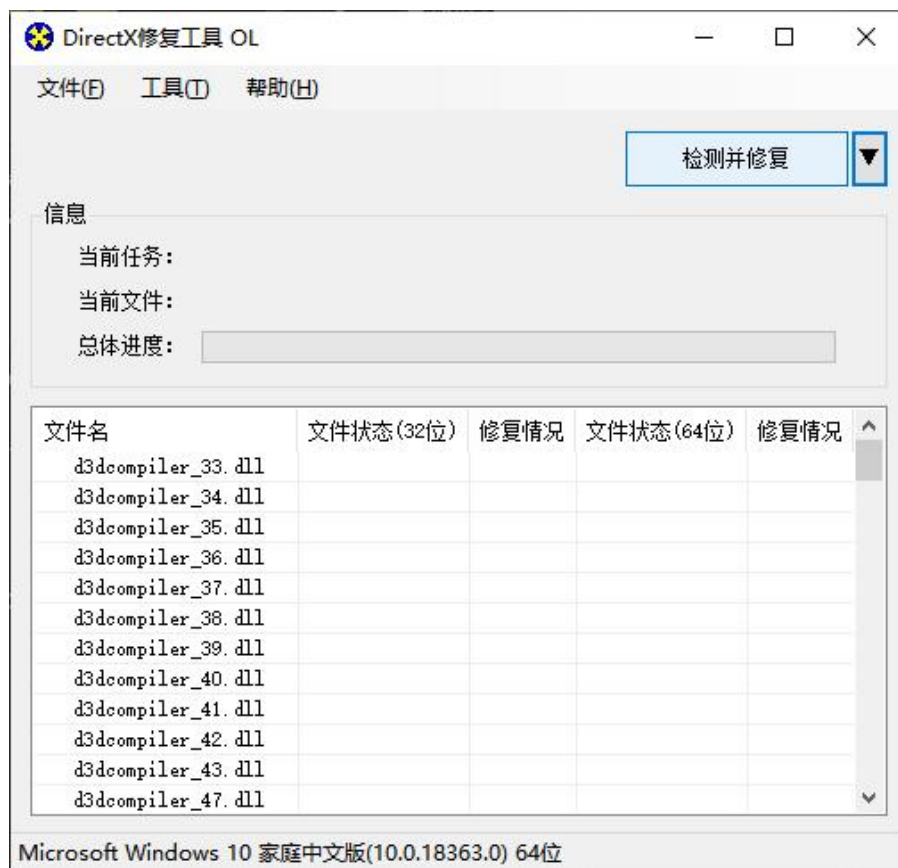 DirectX修复工具 OL
文件(F) 工具(T) 帮助(H)
检测并修复
信息
当前任务：
当前文件：
总体进度：
文件名 文件状态(32位) 修复情况 文件状态(64位) 修复情况
d3dcompiler_33.dll
d3dcompiler_34.dll
d3dcompiler_35.dll
d3dcompiler_36.dll
d3dcompiler_37.dll
d3dcompiler_38.dll
d3dcompiler_39.dll
d3dcompiler_40.dll
d3dcompiler_41.dll
d3dcompiler_42.dll
d3dcompiler_43.dll
d3dcompiler_47.dll
Microsoft Windows 10 家庭中文版(10.0.18363.0) 64位